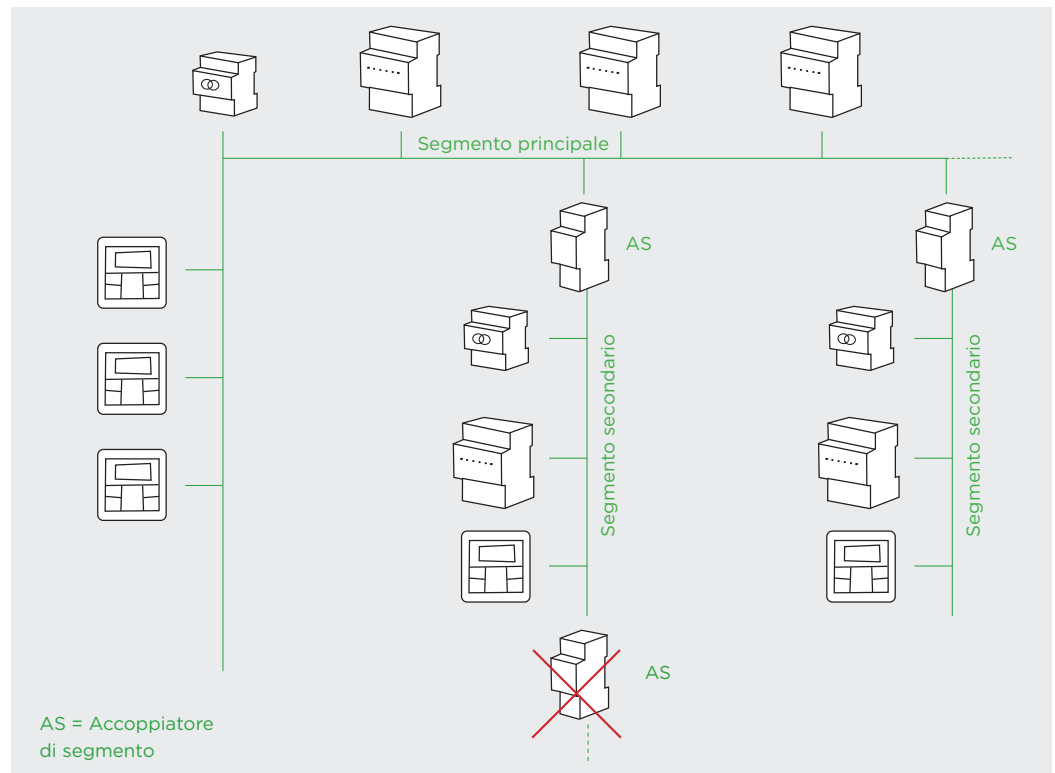 Segmento principale
AS
AS
Segmento secondario
Segmento secondario
AS
AS = Accoppiatore
di segmento